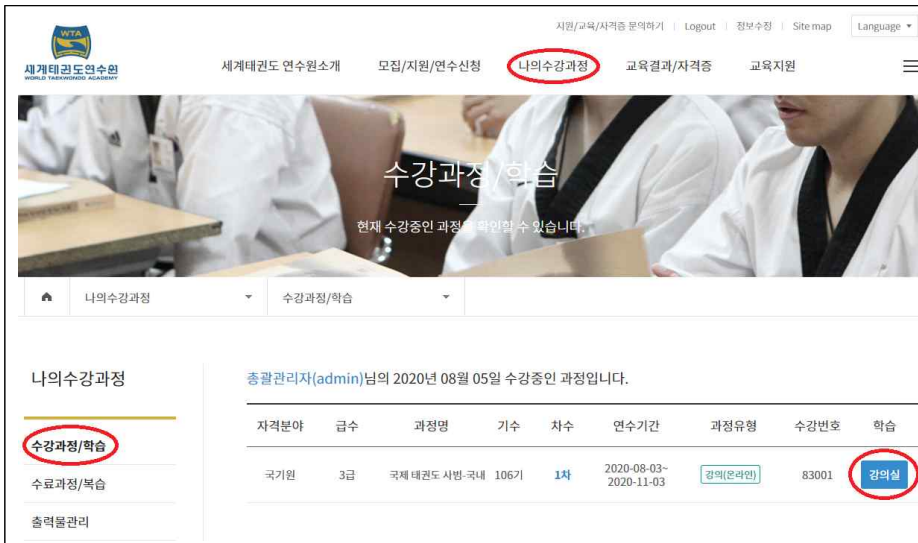 지원/교육/자격증 문의하기 | Logout | 정보수정 | Site map Language
WTA
세계태권도연수원
WORLD TAEKWONDO ACADEMY
세계태권도 연수원소개 모집/지원/연수신청 나의수강과정 교육결과/자격증 교육지원
수강과정/학습
현재 수강중인 과정을 확인할 수 있습니다.
나의수강과정 수강과정/학습
나의수강과정
수강과정/학습
수료과정/복습
출력물관리
총괄관리자(admin)님의 2020년 08월 05일 수강중인 과정입니다.
자격분야 급수 과정명 기수 차수 연수기간 과정유형 수강번호 학습
국기원 3급 국제 태권도 사범-국내 106기 1차 2020-08-03~ 강의(온라인) 83001 강의실
2020-11-03